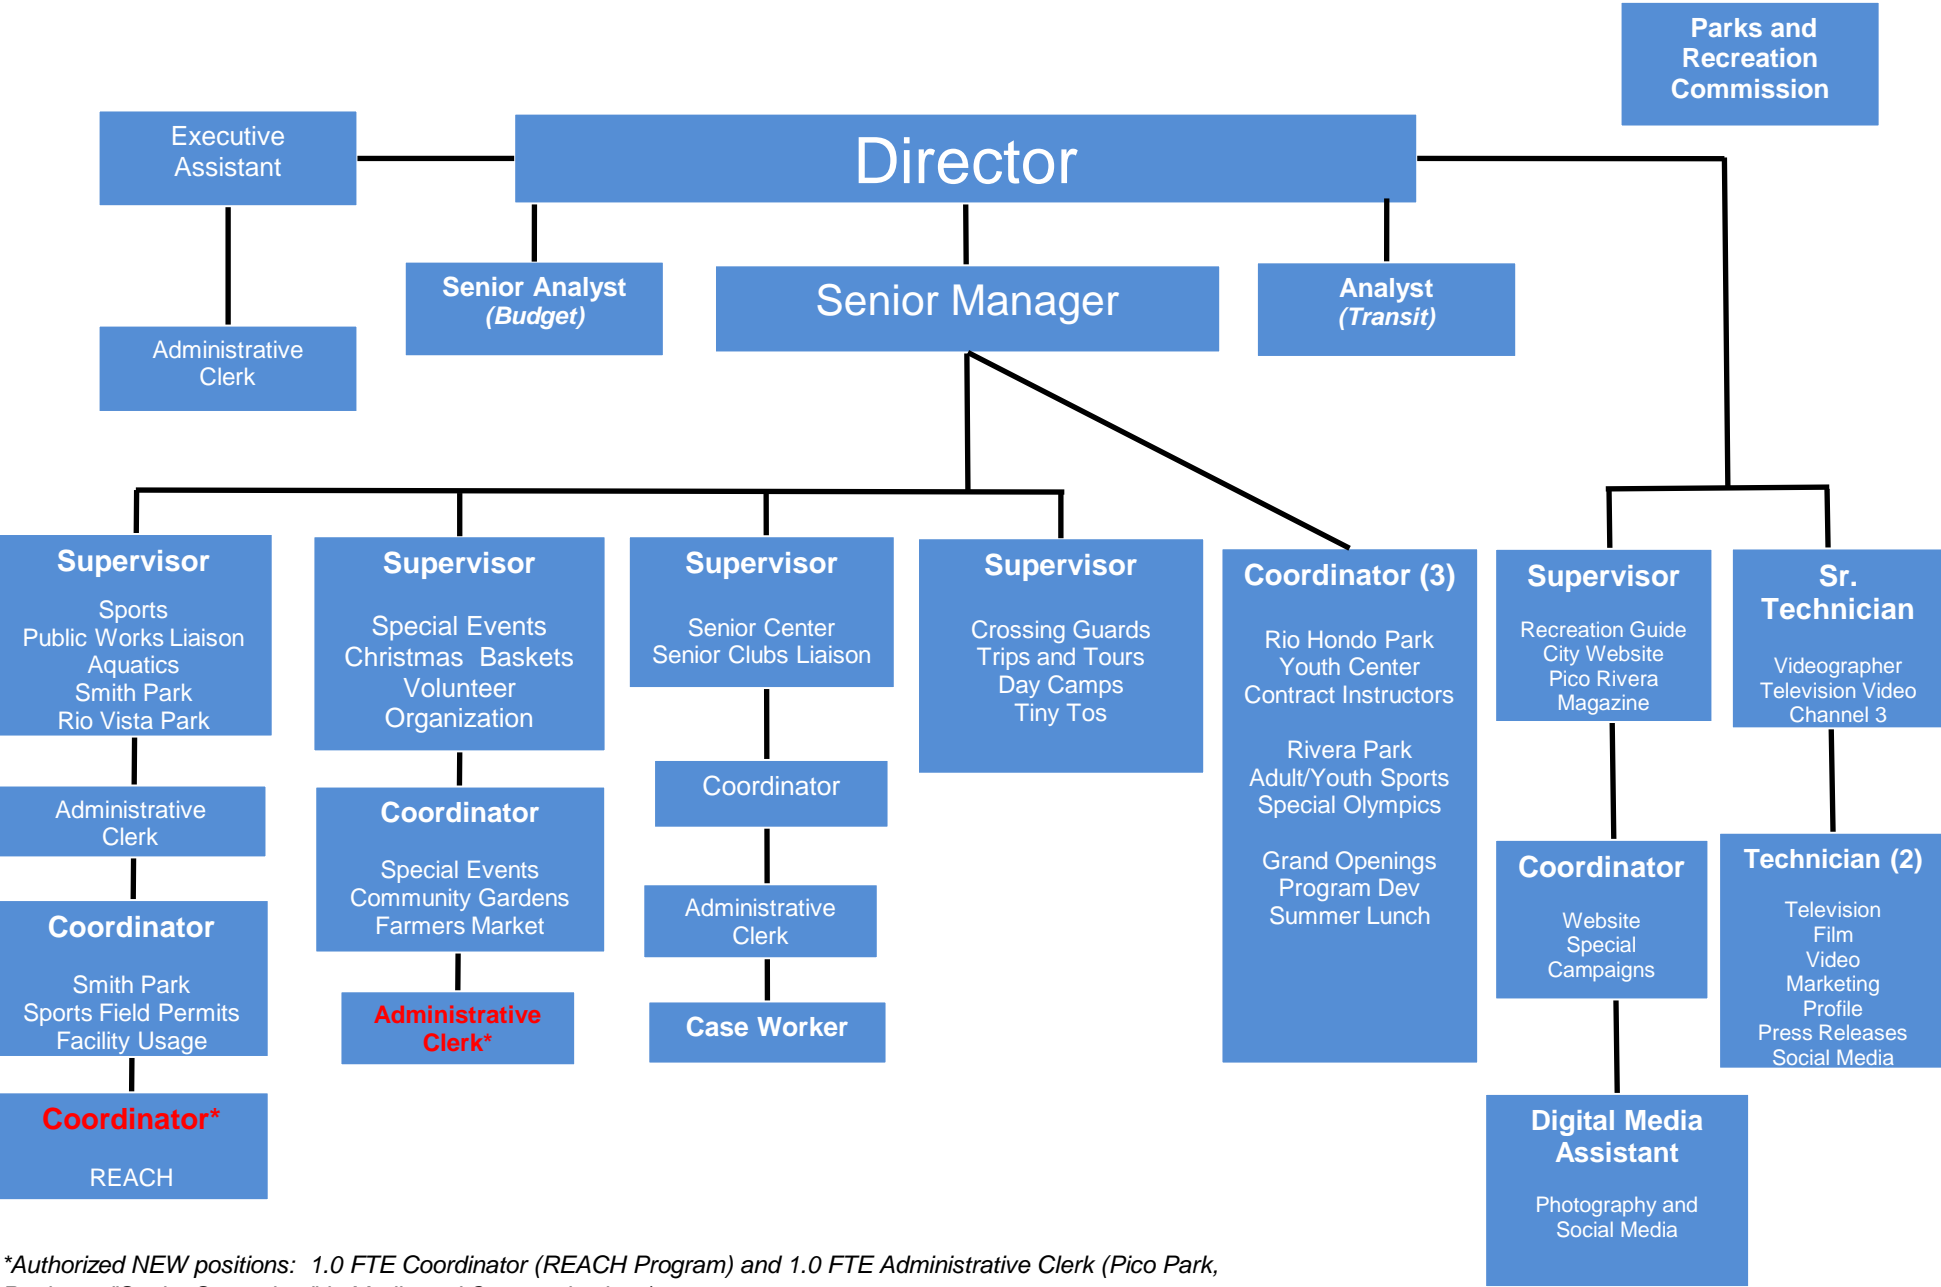 Parks and
Recreation
Commission
Executive
Assistant
Director
Senior Analyst
(Budget)
Senior Manager
Analyst
(Transit)
Administrative
Clerk
Supervisor
Sports
Public Works Liaison
Aquatics
Smith Park
Rio Vista Park
Administrative
Clerk
Coordinator
Smith Park
Sports Field Permits
Facility Usage
Coordinator*
REACH
Supervisor
Special Events
Christmas Baskets
Volunteer
Organization
Coordinator
Special Events
Community Gardens
Farmers Market
Administrative
Clerk*
Supervisor
Senior Center
Senior Clubs Liaison
Coordinator
Administrative
Clerk
Case Worker
Supervisor
Crossing Guards
Trips and Tours
Day Camps
Tiny Tos
Coordinator (3)
Rio Hondo Park
Youth Center
Contract Instructors
Rivera Park
Adult/Youth Sports
Special Olympics
Grand Openings
Program Dev
Summer Lunch
Supervisor
Recreation Guide
City Website
Pico Rivera
Magazine
Coordinator
Website
Special
Campaigns
Digital Media
Assistant
Photography and
Social Media
Sr.
Technician
Videographer
Television Video
Channel 3
Technician (2)
Television
Film
Video
Marketing
Profile
Press Releases
Social Media
*Authorized NEW positions: 1.0 FTE Coordinator (REACH Program) and 1.0 FTE Administrative Clerk (Pico Park,